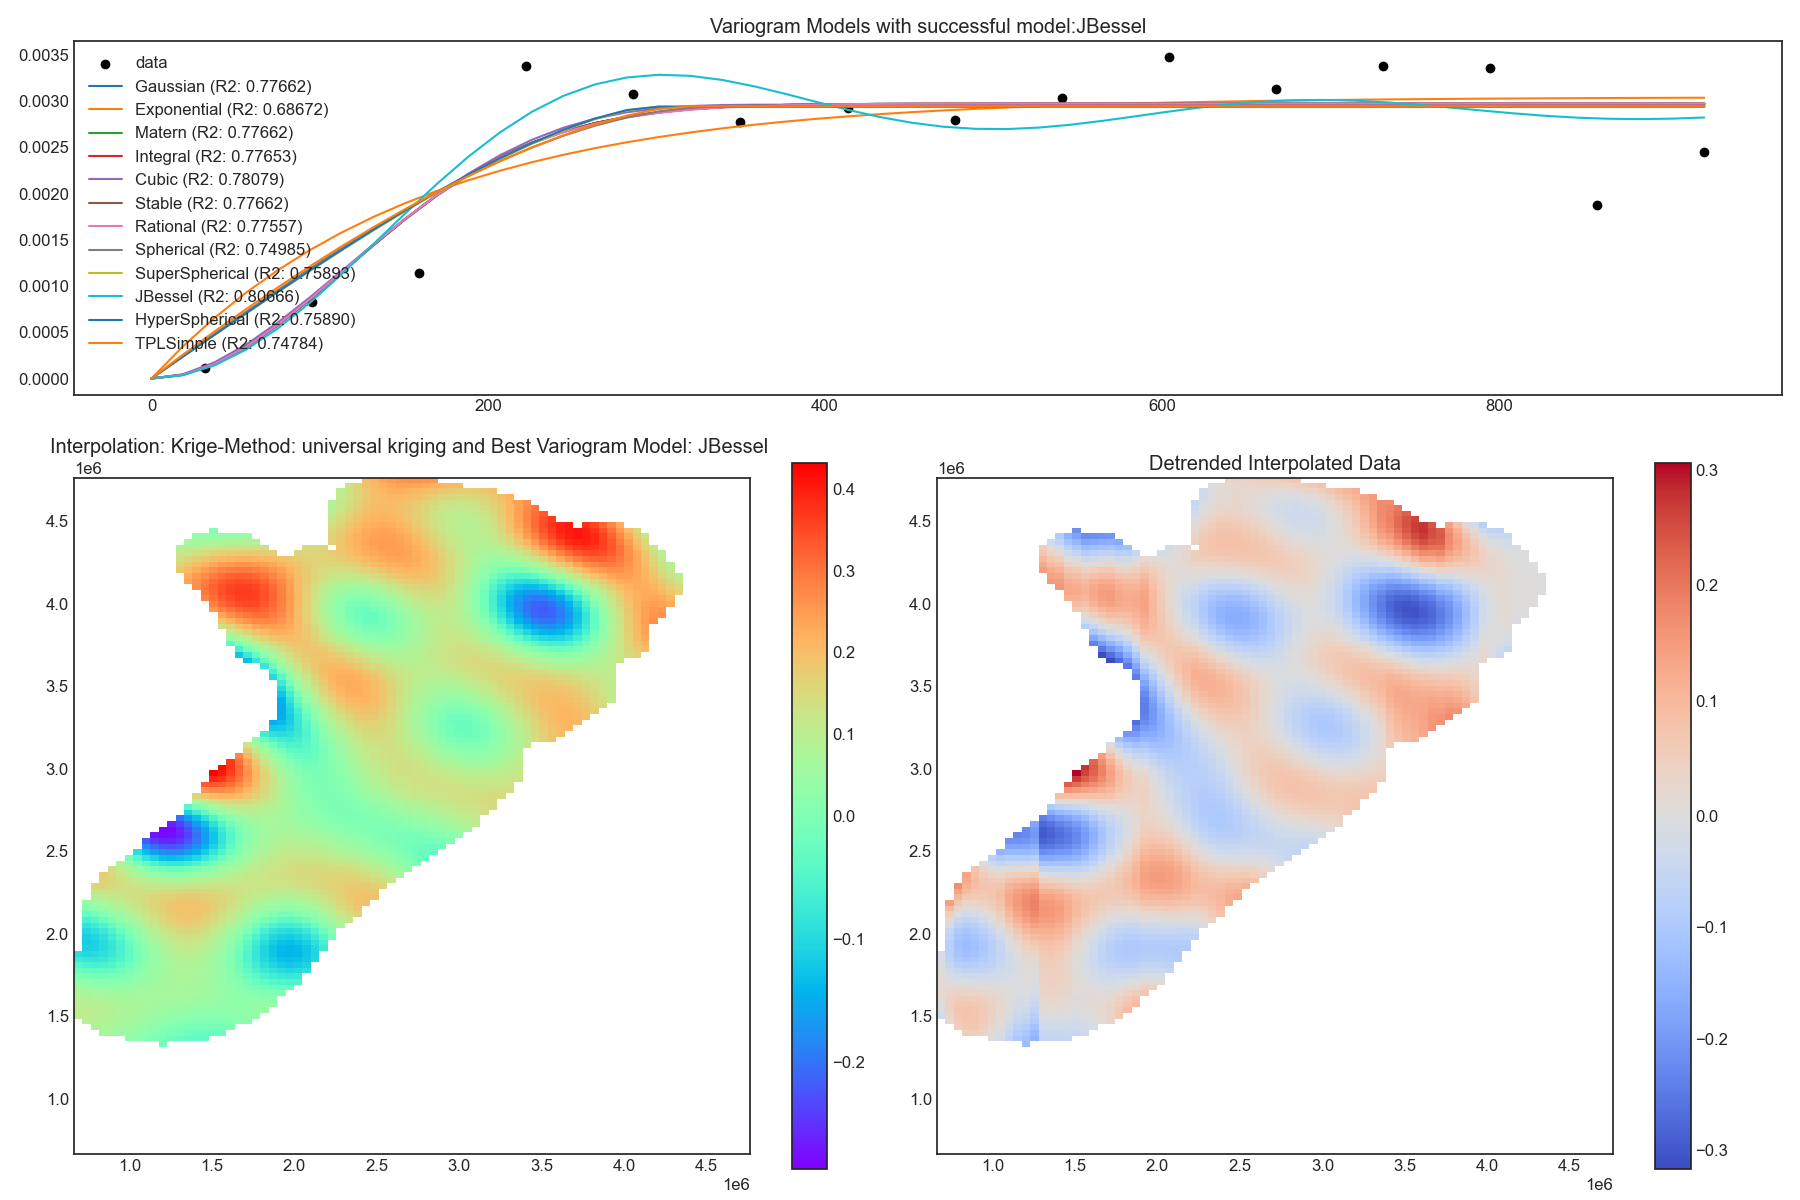 Variogram Models with successful model:JBessel
0.0035
0.0030
0.0025
0.0020
0.0015
0.0010
0.0005
0.0000
data
Gaussian (R2: 0.77662)
Exponential (R2: 0.68672)
Matern (R2: 0.77662)
Integral (R2: 0.77653)
Cubic (R2: 0.78079)
Stable (R2: 0.77662)
Rational (R2: 0.77557)
Spherical (R2: 0.74985)
SuperSpherical (R2: 0.75893)
JBessel (R2: 0.80666)
HyperSpherical (R2: 0.75890)
TPLSimple (R2: 0.74784)
0 200 400 600 800
Interpolation: Krige-Method: universal kriging and Best Variogram Model: JBessel
1e6
4.5
4.0
3.5
3.0
2.5
2.0
1.5
1.0
1.0 1.5 2.0 2.5 3.0 3.5 4.0 4.5
1e6
0.4
0.3
0.2
0.1
0.0
−0.1
−0.2
Detrended Interpolated Data
1e6
4.5
4.0
3.5
3.0
2.5
2.0
1.5
1.0
1.0 1.5 2.0 2.5 3.0 3.5 4.0 4.5
1e6
0.3
0.2
0.1
0.0
−0.1
−0.2
−0.3